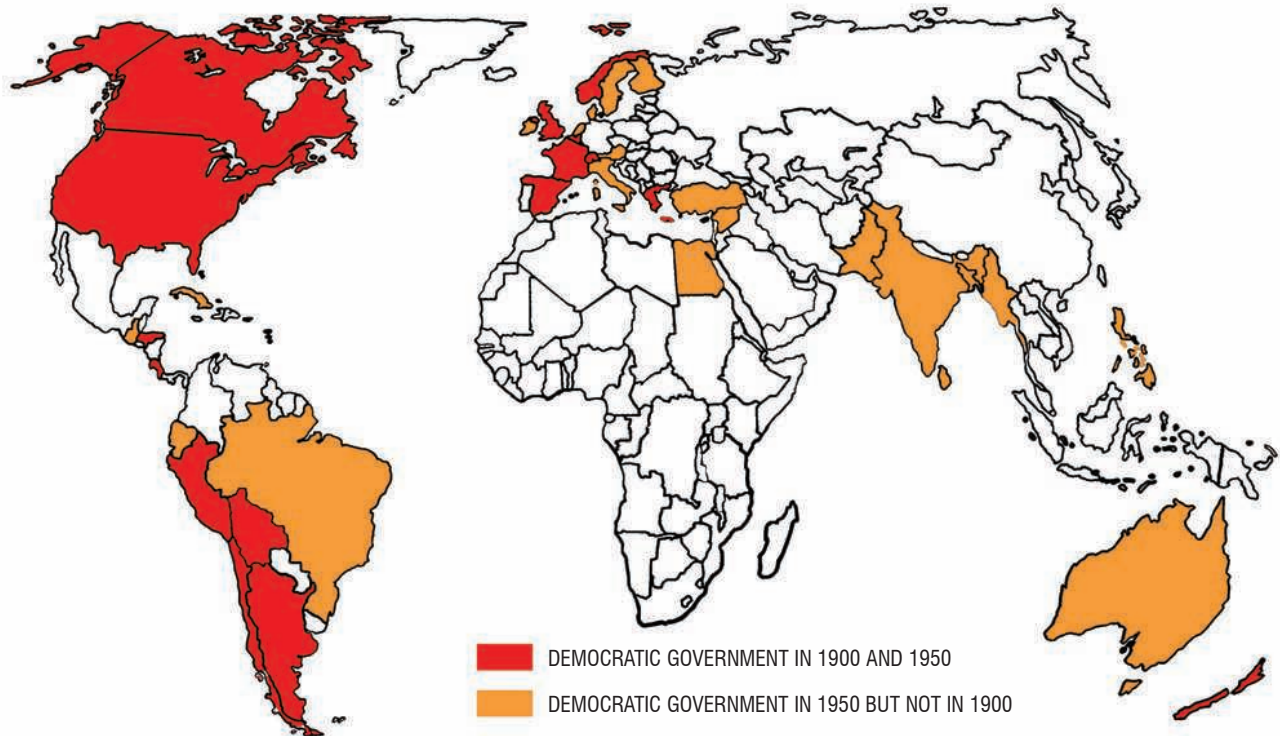 DEMOCRATIC GOVERNMENT IN 1900 AND 1950
DEMOCRATIC GOVERNMENT IN 1950 BUT NOT IN 1900